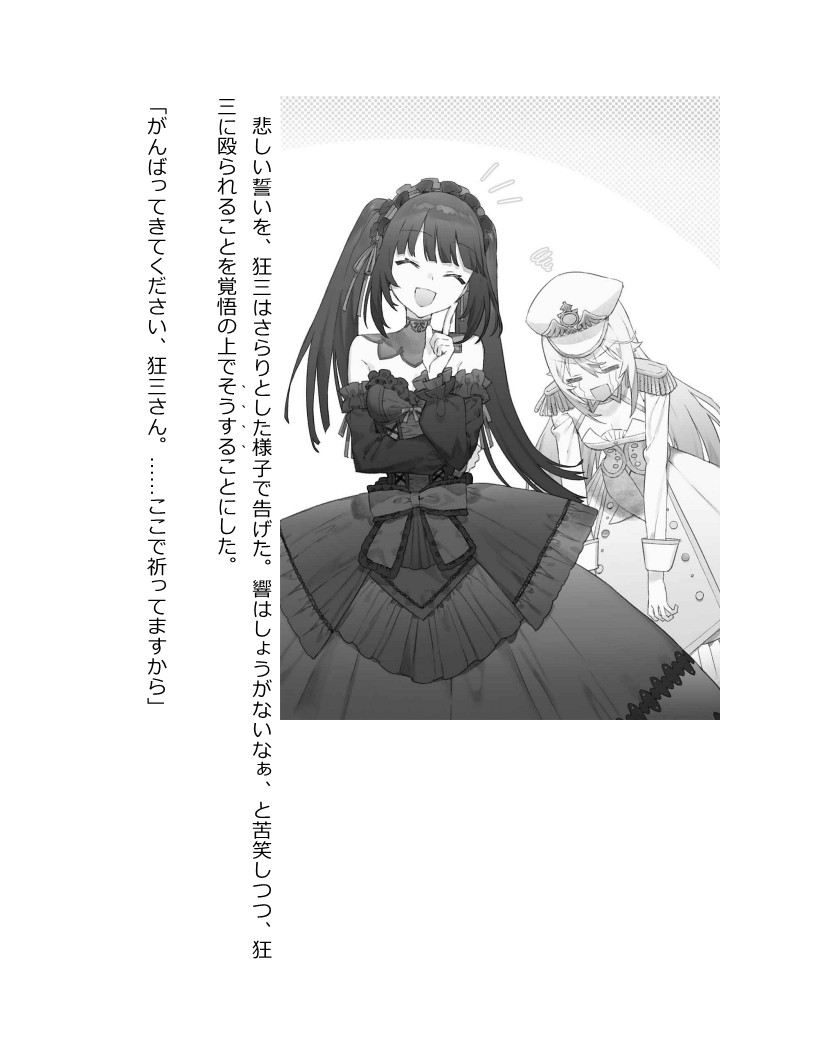 悲しい誓いを、狂三はさらりとした様子で告げた。響はしょうがないなぁ、と苦笑しつつ、狂
三に殴られることを覚悟の上でそうすることにした。
「がんばってきてください、狂三さん。……ここで祈ってますから」